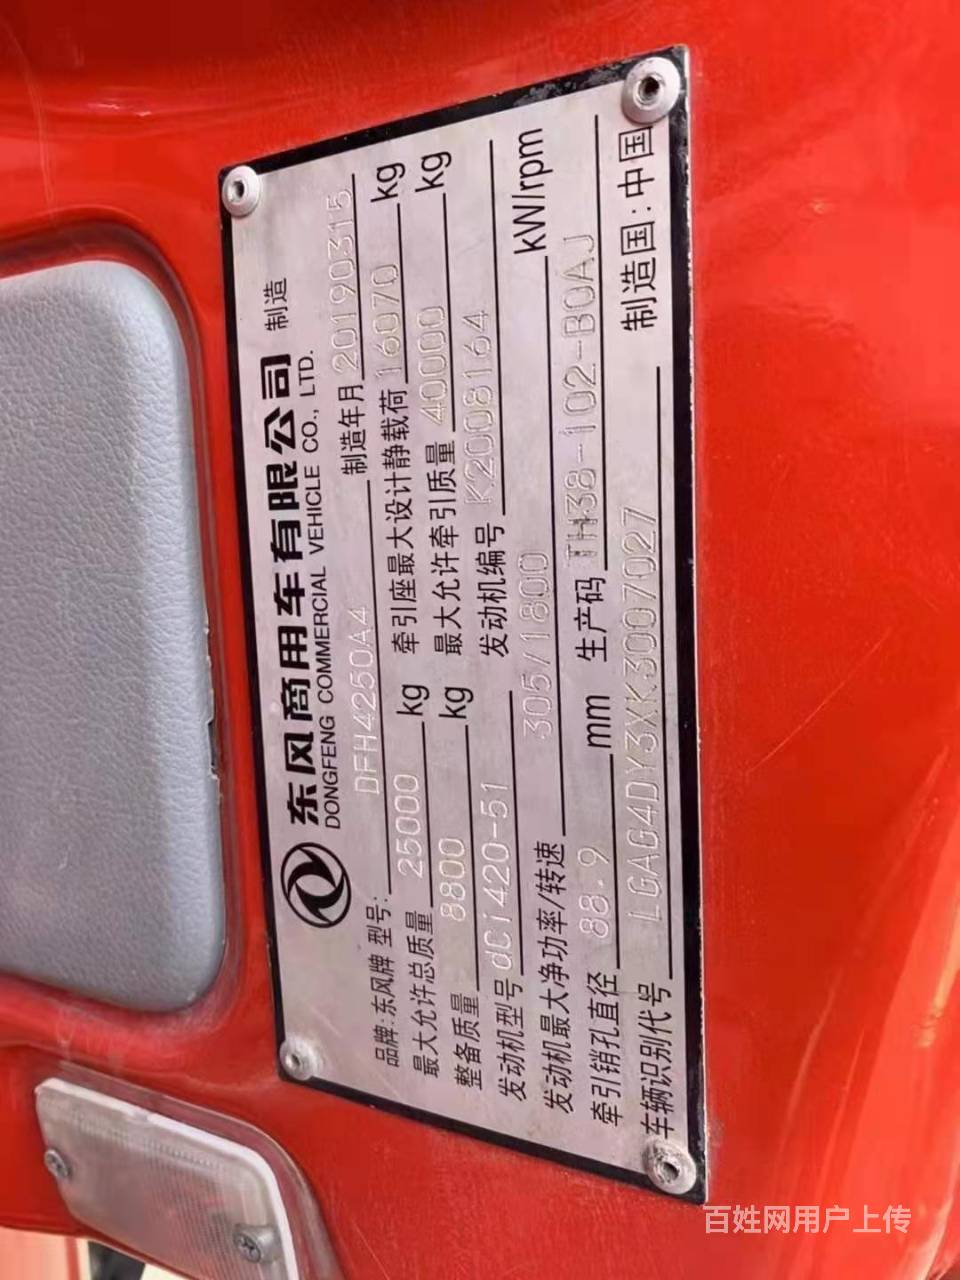 东风商用车有限公司 制造
DONGFENG COMMERCIAL VEHICLE CO., LTD.
品牌:东风牌 型号: DFH4250A4 制造年月 20190315
最大允许总质量 25000 kg 牵引座最大设计静载荷 16070 kg
整备质量 8800 kg 最大允许牵引质量 40000 kg
发动机型号 dCi420-51 发动机编号 K2008164
发动机最大净功率/转速 305/1800 kW/rpm
牵引销孔直径 88.9 mm 生产码 TH38-102-B0AJ
车辆识别代号 LGAG4DY3XK3007027 制造国:中国
百姓网用户上传